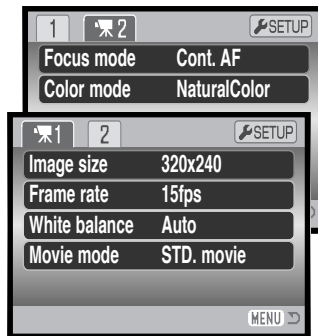 1 2 SETUP
Focus mode Cont. AF
Color mode NaturalColor
1 2 SETUP
Image size 320x240
Frame rate 15fps
White balance Auto
Movie mode STD. movie
MENU